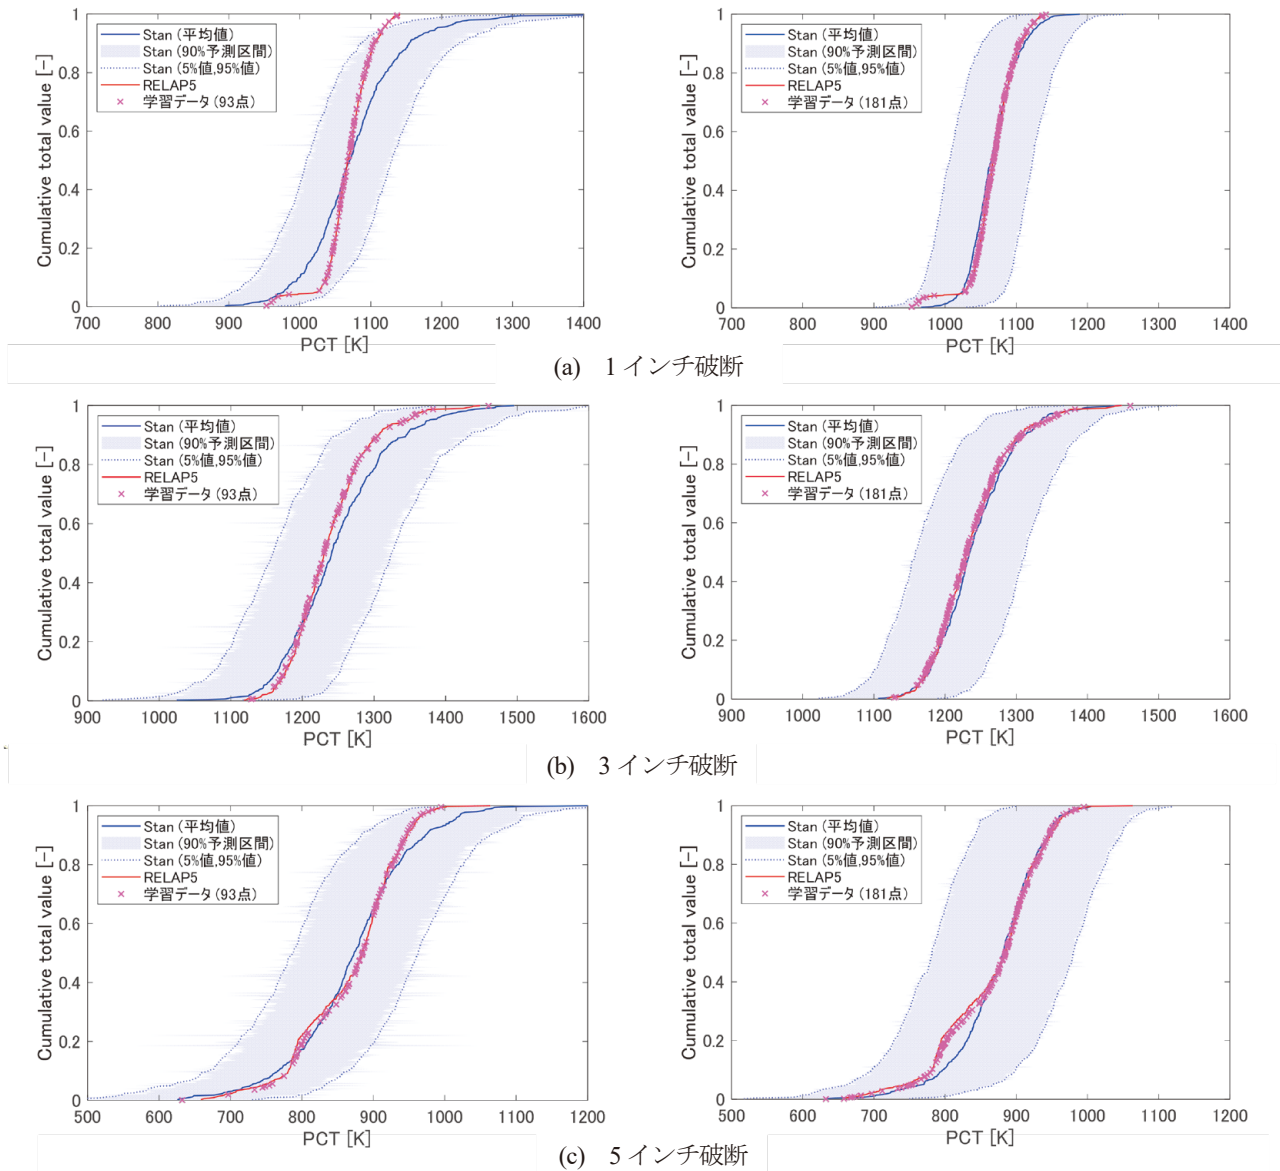 Cumulative total value [-]
1
0.8
0.6
0.4
0.2
0
Stan (平均値)
Stan (90%予測区間)
Stan (5%値,95%値)
RELAP5
学習データ (93点)
700 800 900 1000 1100 1200 1300 1400
PCT [K]
Cumulative total value [-]
1
0.8
0.6
0.4
0.2
0
Stan (平均値)
Stan (90%予測区間)
Stan (5%値,95%値)
RELAP5
学習データ (181点)
700 800 900 1000 1100 1200 1300 1400
PCT [K]
(a) 1 インチ破断
Cumulative total value [-]
1
0.8
0.6
0.4
0.2
0
Stan (平均値)
Stan (90%予測区間)
Stan (5%値,95%値)
RELAP5
学習データ (93点)
900 1000 1100 1200 1300 1400 1500 1600
PCT [K]
Cumulative total value [-]
1
0.8
0.6
0.4
0.2
0
Stan (平均値)
Stan (90%予測区間)
Stan (5%値,95%値)
RELAP5
学習データ (181点)
900 1000 1100 1200 1300 1400 1500 1600
PCT [K]
(b) 3 インチ破断
Cumulative total value [-]
1
0.8
0.6
0.4
0.2
0
Stan (平均値)
Stan (90%予測区間)
Stan (5%値,95%値)
RELAP5
学習データ (93点)
500 600 700 800 900 1000 1100 1200
PCT [K]
Cumulative total value [-]
1
0.8
0.6
0.4
0.2
0
Stan (平均値)
Stan (90%予測区間)
Stan (5%値,95%値)
RELAP5
学習データ (181点)
500 600 700 800 900 1000 1100 1200
PCT [K]
(c) 5 インチ破断